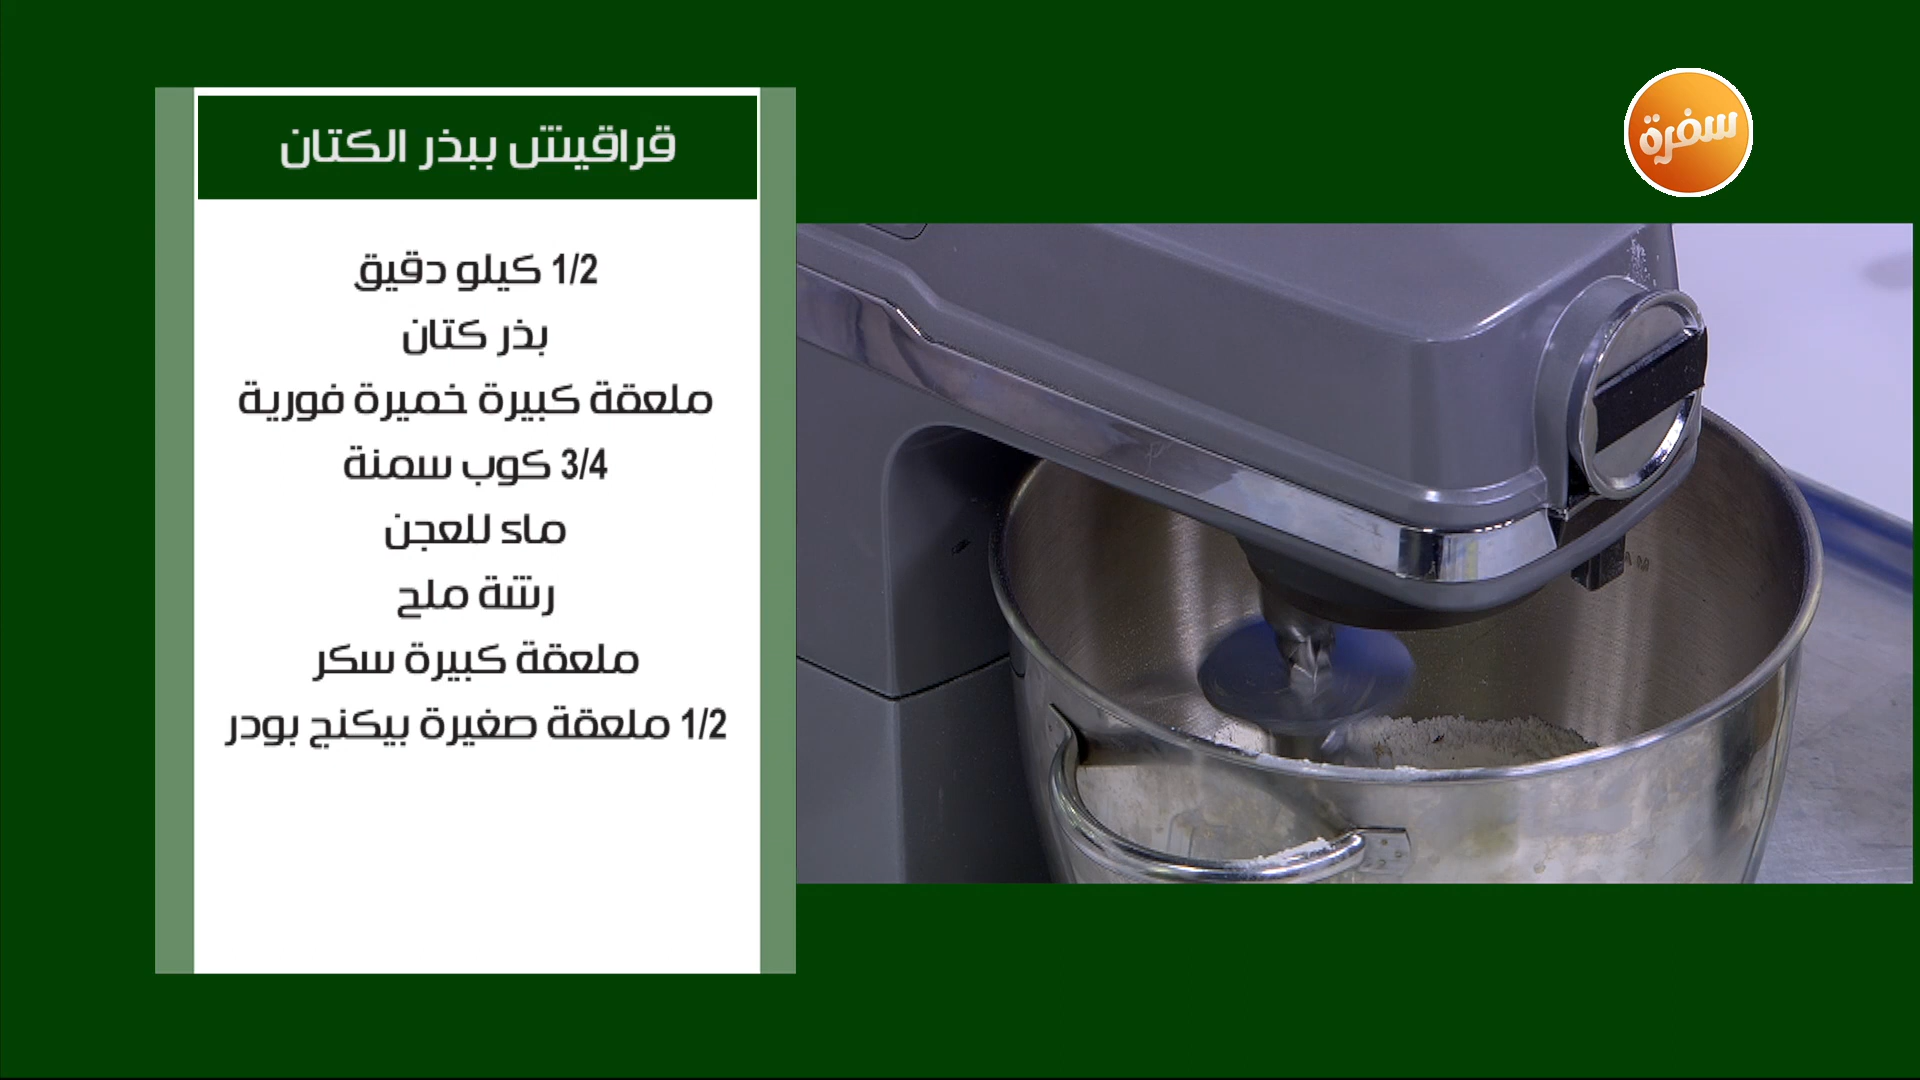 قراقيش ببذر الكتان
1/2 كيلو دقيق
بذر كتان
ملعقة كبيرة خميرة فورية
3/4 كوب سمنة
ماء للعجن
رشة ملح
ملعقة كبيرة سكر
1/2 ملعقة صغيرة بيكنج بودر
سفرة